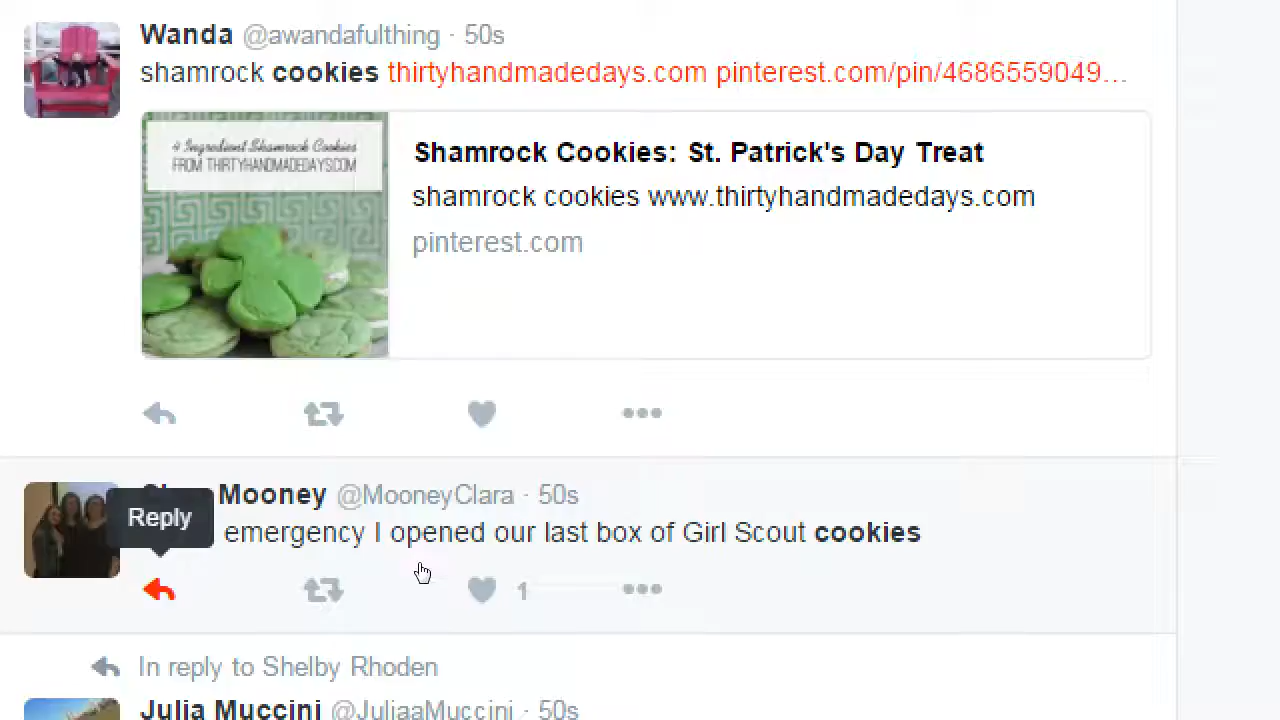 Wanda @awandafulthing · 50s
shamrock cookies thirtyhandmadedays.com pinterest.com/pin/4686559049…
4 Ingredient Shamrock Cookies
FROM THIRTYHANDMADEDAYS.COM
Shamrock Cookies: St. Patrick's Day Treat
shamrock cookies www.thirtyhandmadedays.com
pinterest.com
Mooney @MooneyClara · 50s
Reply
emergency I opened our last box of Girl Scout cookies
1
In reply to Shelby Rhoden
Julia Muccini @JuliaaMuccini · 50s